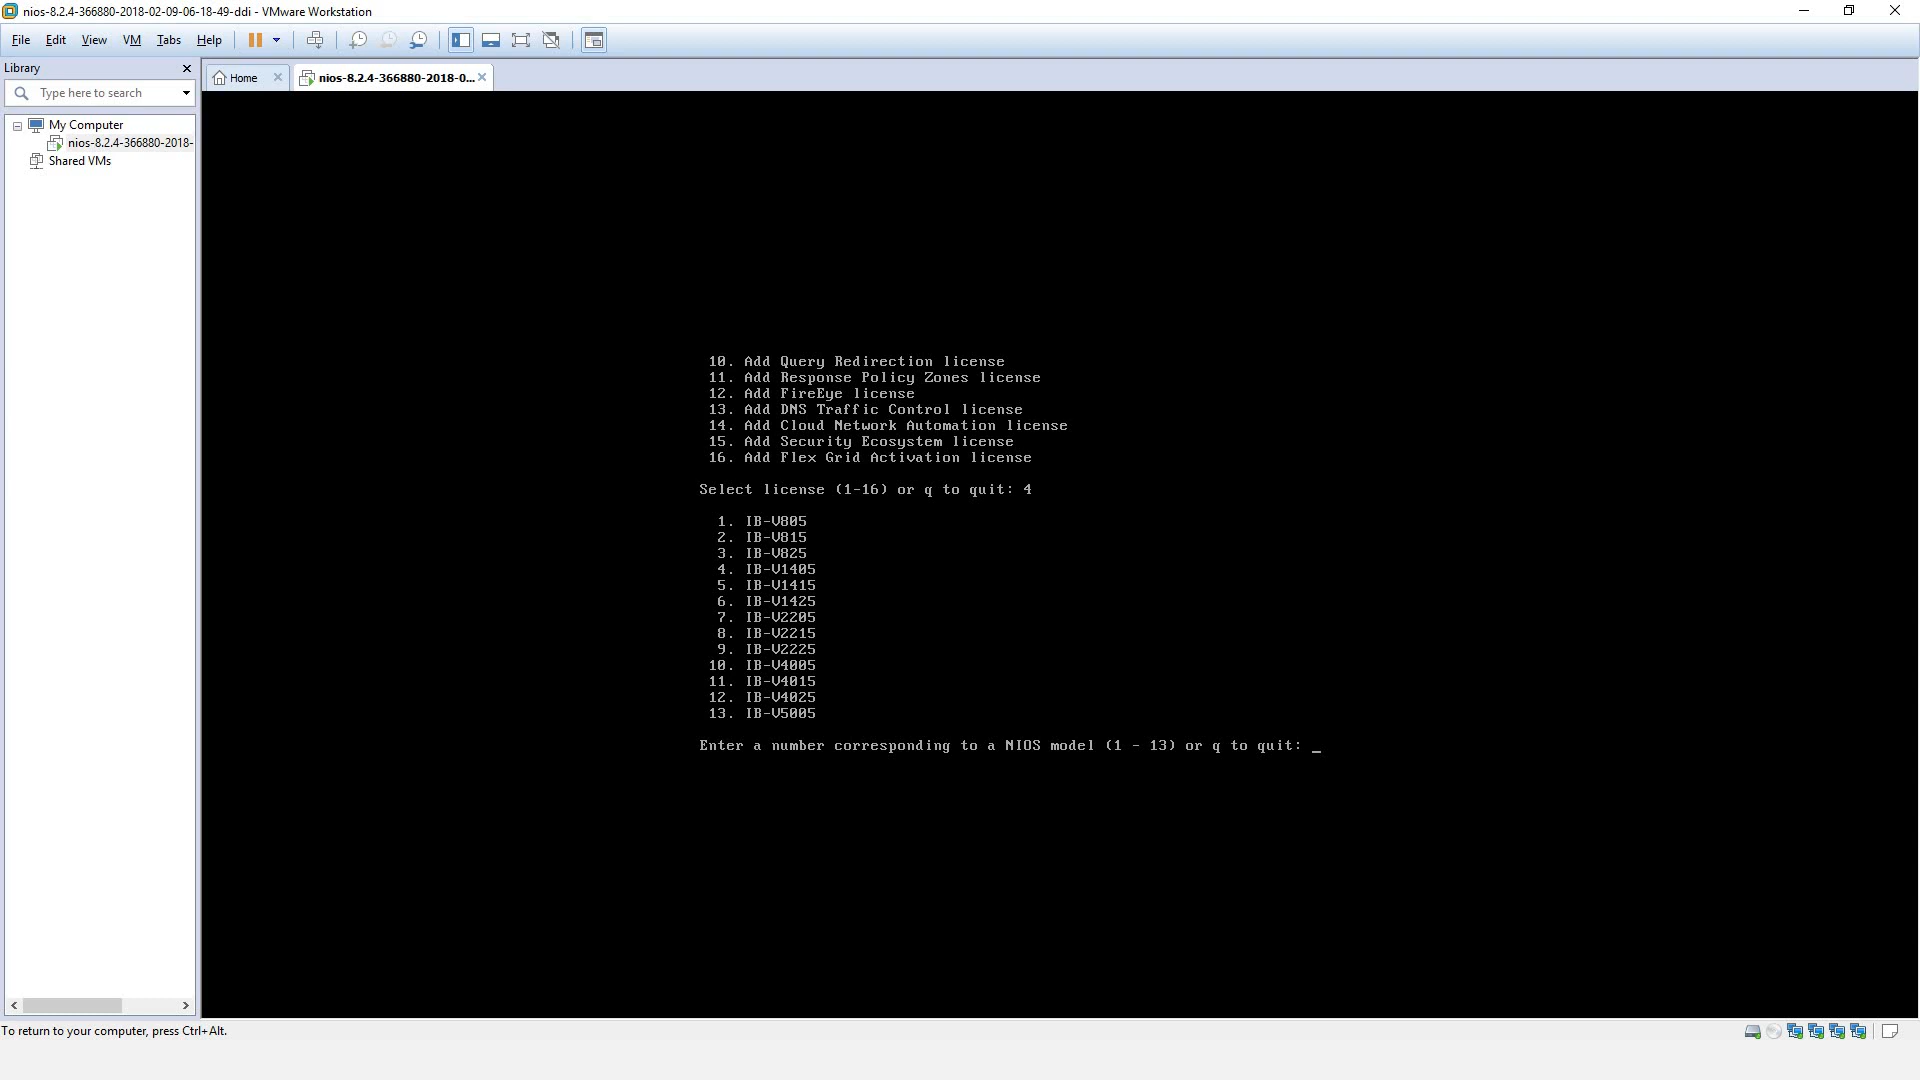 nios-8.2.4-366880-2018-02-09-06-18-49-ddi - VMware Workstation
File Edit View VM Tabs Help
Library
Home
nios-8.2.4-366880-2018-0...
Type here to search
My Computer
nios-8.2.4-366880-2018-
Shared VMs
10. Add Query Redirection license
11. Add Response Policy Zones license
12. Add FireEye license
13. Add DNS Traffic Control license
14. Add Cloud Network Automation license
15. Add Security Ecosystem license
16. Add Flex Grid Activation license
Select license (1-16) or q to quit: 4
1. IB-V805
2. IB-V815
3. IB-V825
4. IB-V1405
5. IB-V1415
6. IB-V1425
7. IB-V2205
8. IB-V2215
9. IB-V2225
10. IB-V4005
11. IB-V4015
12. IB-V4025
13. IB-V5005
Enter a number corresponding to a NIOS model (1 - 13) or q to quit: _
To return to your computer, press Ctrl+Alt.